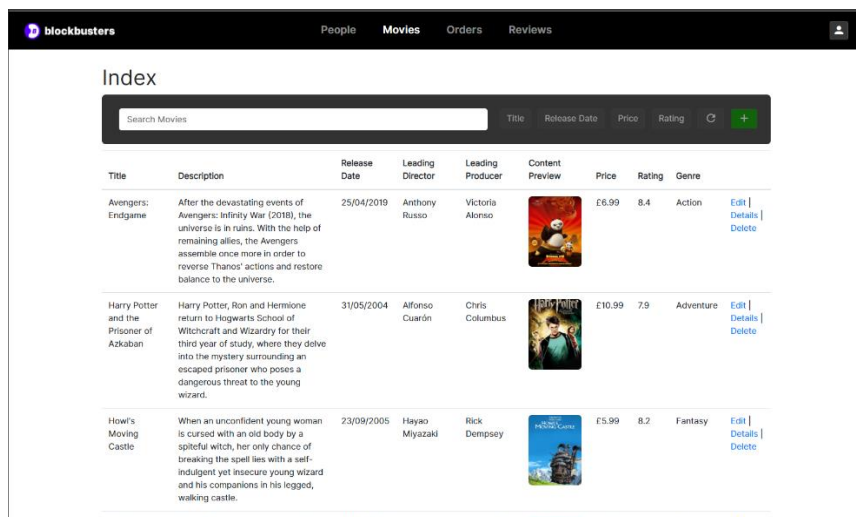 blockbusters People Movies Orders Reviews
Index
Search Movies Title Release Date Price Rating +
Title Description Release Date Leading Director Leading Producer Content Preview Price Rating Genre
Avengers: Endgame
After the devastating events of
Avengers: Infinity War (2018), the
universe is in ruins. With the help of
remaining allies, the Avengers
assemble once more in order to
reverse Thanos' actions and restore
balance to the universe.
25/04/2019
Anthony Russo
Victoria Alonso
£6.99
8.4
Action
Edit |
Details |
Delete
Harry Potter
and the
Prisoner of
Azkaban
Harry Potter, Ron and Hermione
return to Hogwarts School of
Witchcraft and Wizardry for their
third year of study, where they delve
into the mystery surrounding an
escaped prisoner who poses a
dangerous threat to the young
wizard.
31/05/2004
Alfonso
Cuarón
Chris
Columbus
Harry Potter
£10.99
7.9
Adventure
Edit |
Details |
Delete
Howl's
Moving
Castle
When an unconfident young woman
is cursed with an old body by a
spiteful witch, her only chance of
breaking the spell lies with a self-
indulgent yet insecure young wizard
and his companions in his legged,
walking castle.
23/09/2005
Hayao
Miyazaki
Rick
Dempsey
HOWL'S
MOVING CASTLE
£5.99
8.2
Fantasy
Edit |
Details |
Delete